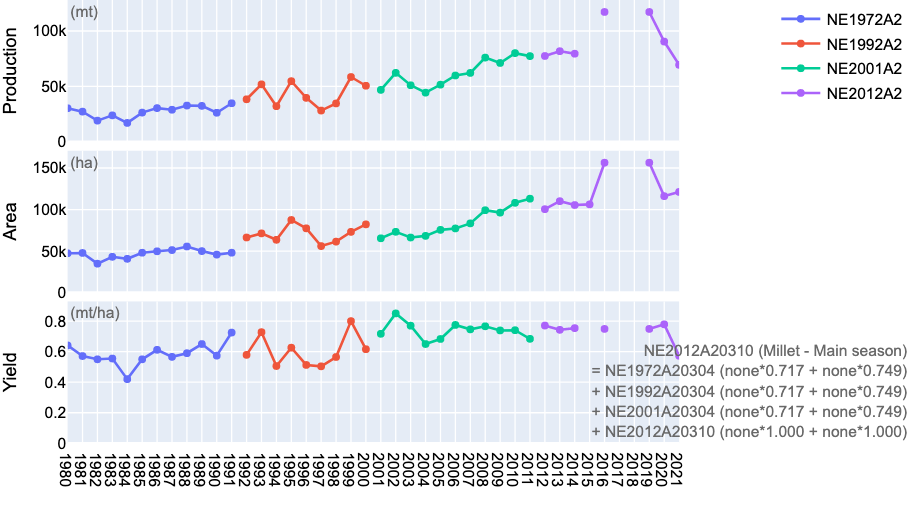 (mt)
NE1972A2
NE1992A2
NE2001A2
NE2012A2
Production
100k
50k
0
(ha)
Area
150k
100k
50k
0
(mt/ha)
Yield
0.8
0.6
0.4
0.2
0
NE2012A20310 (Millet - Main season)
= NE1972A20304 (none*0.717 + none*0.749)
+ NE1992A20304 (none*0.717 + none*0.749)
+ NE2001A20304 (none*0.717 + none*0.749)
+ NE2012A20310 (none*1.000 + none*1.000)
1980
1981
1982
1983
1984
1985
1986
1987
1988
1989
1990
1991
1992
1993
1994
1995
1996
1997
1998
1999
2000
2001
2002
2003
2004
2005
2006
2007
2008
2009
2010
2011
2012
2013
2014
2015
2016
2017
2018
2019
2020
2021